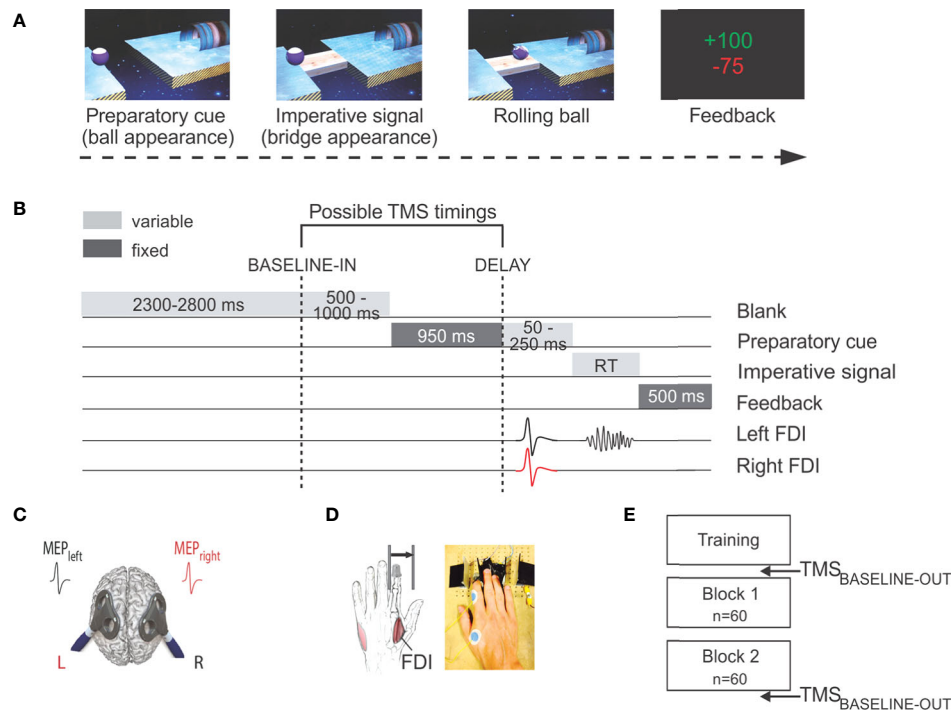 A
+100
-75
Preparatory cue
(ball appearance)
Imperative signal
(bridge appearance)
Rolling ball
Feedback
B
variable
fixed
Possible TMS timings
BASELINE-IN
DELAY
2300-2800 ms
500 -
1000 ms
Blank
950 ms
50 -
250 ms
Preparatory cue
RT
Imperative signal
500 ms
Feedback
Left FDI
Right FDI
C
MEPleft
MEPright
L
R
D
FDI
E
Training
TMSBASELINE-OUT
Block 1
n=60
Block 2
n=60
TMSBASELINE-OUT